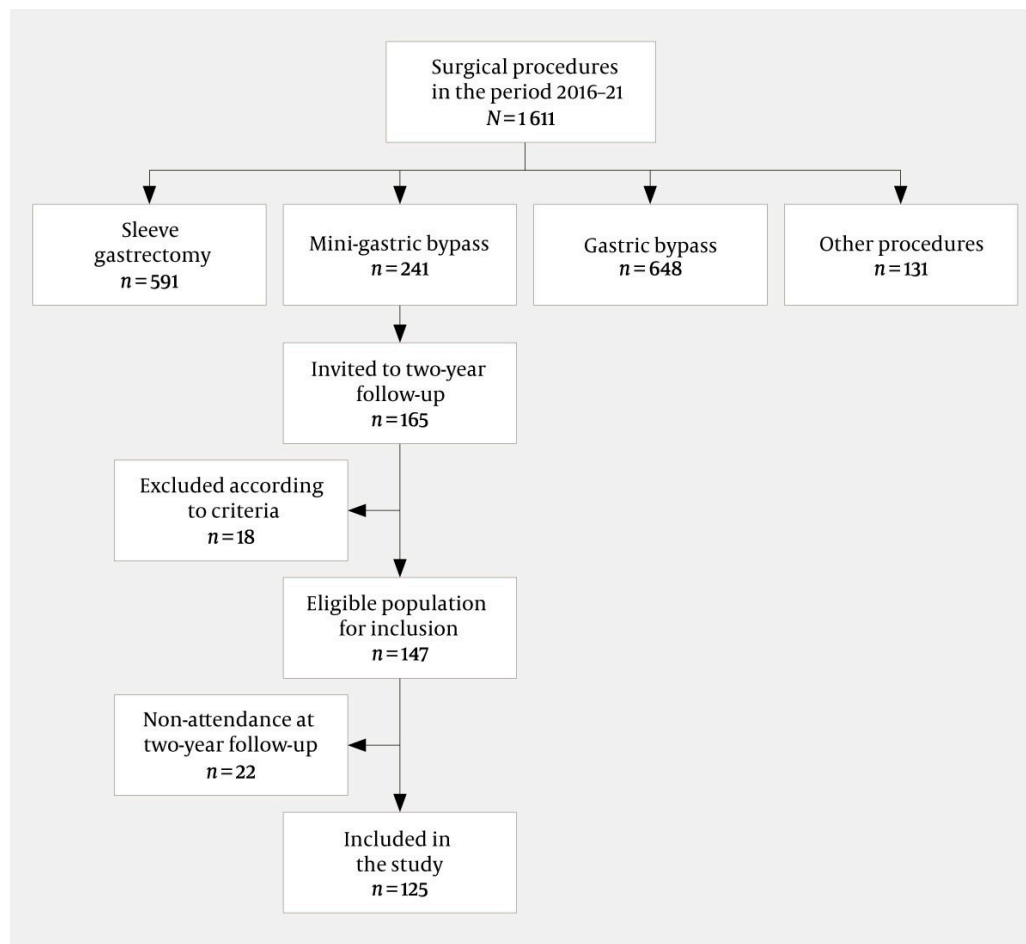 Surgical procedures
in the period 2016–21
N=1 611
Sleeve
gastrectomy
n=591
Mini-gastric bypass
n=241
Gastric bypass
n=648
Other procedures
n=131
Invited to two-year
follow-up
n=165
Excluded according
to criteria
n=18
Eligible population
for inclusion
n=147
Non-attendance at
two-year follow-up
n=22
Included in
the study
n=125